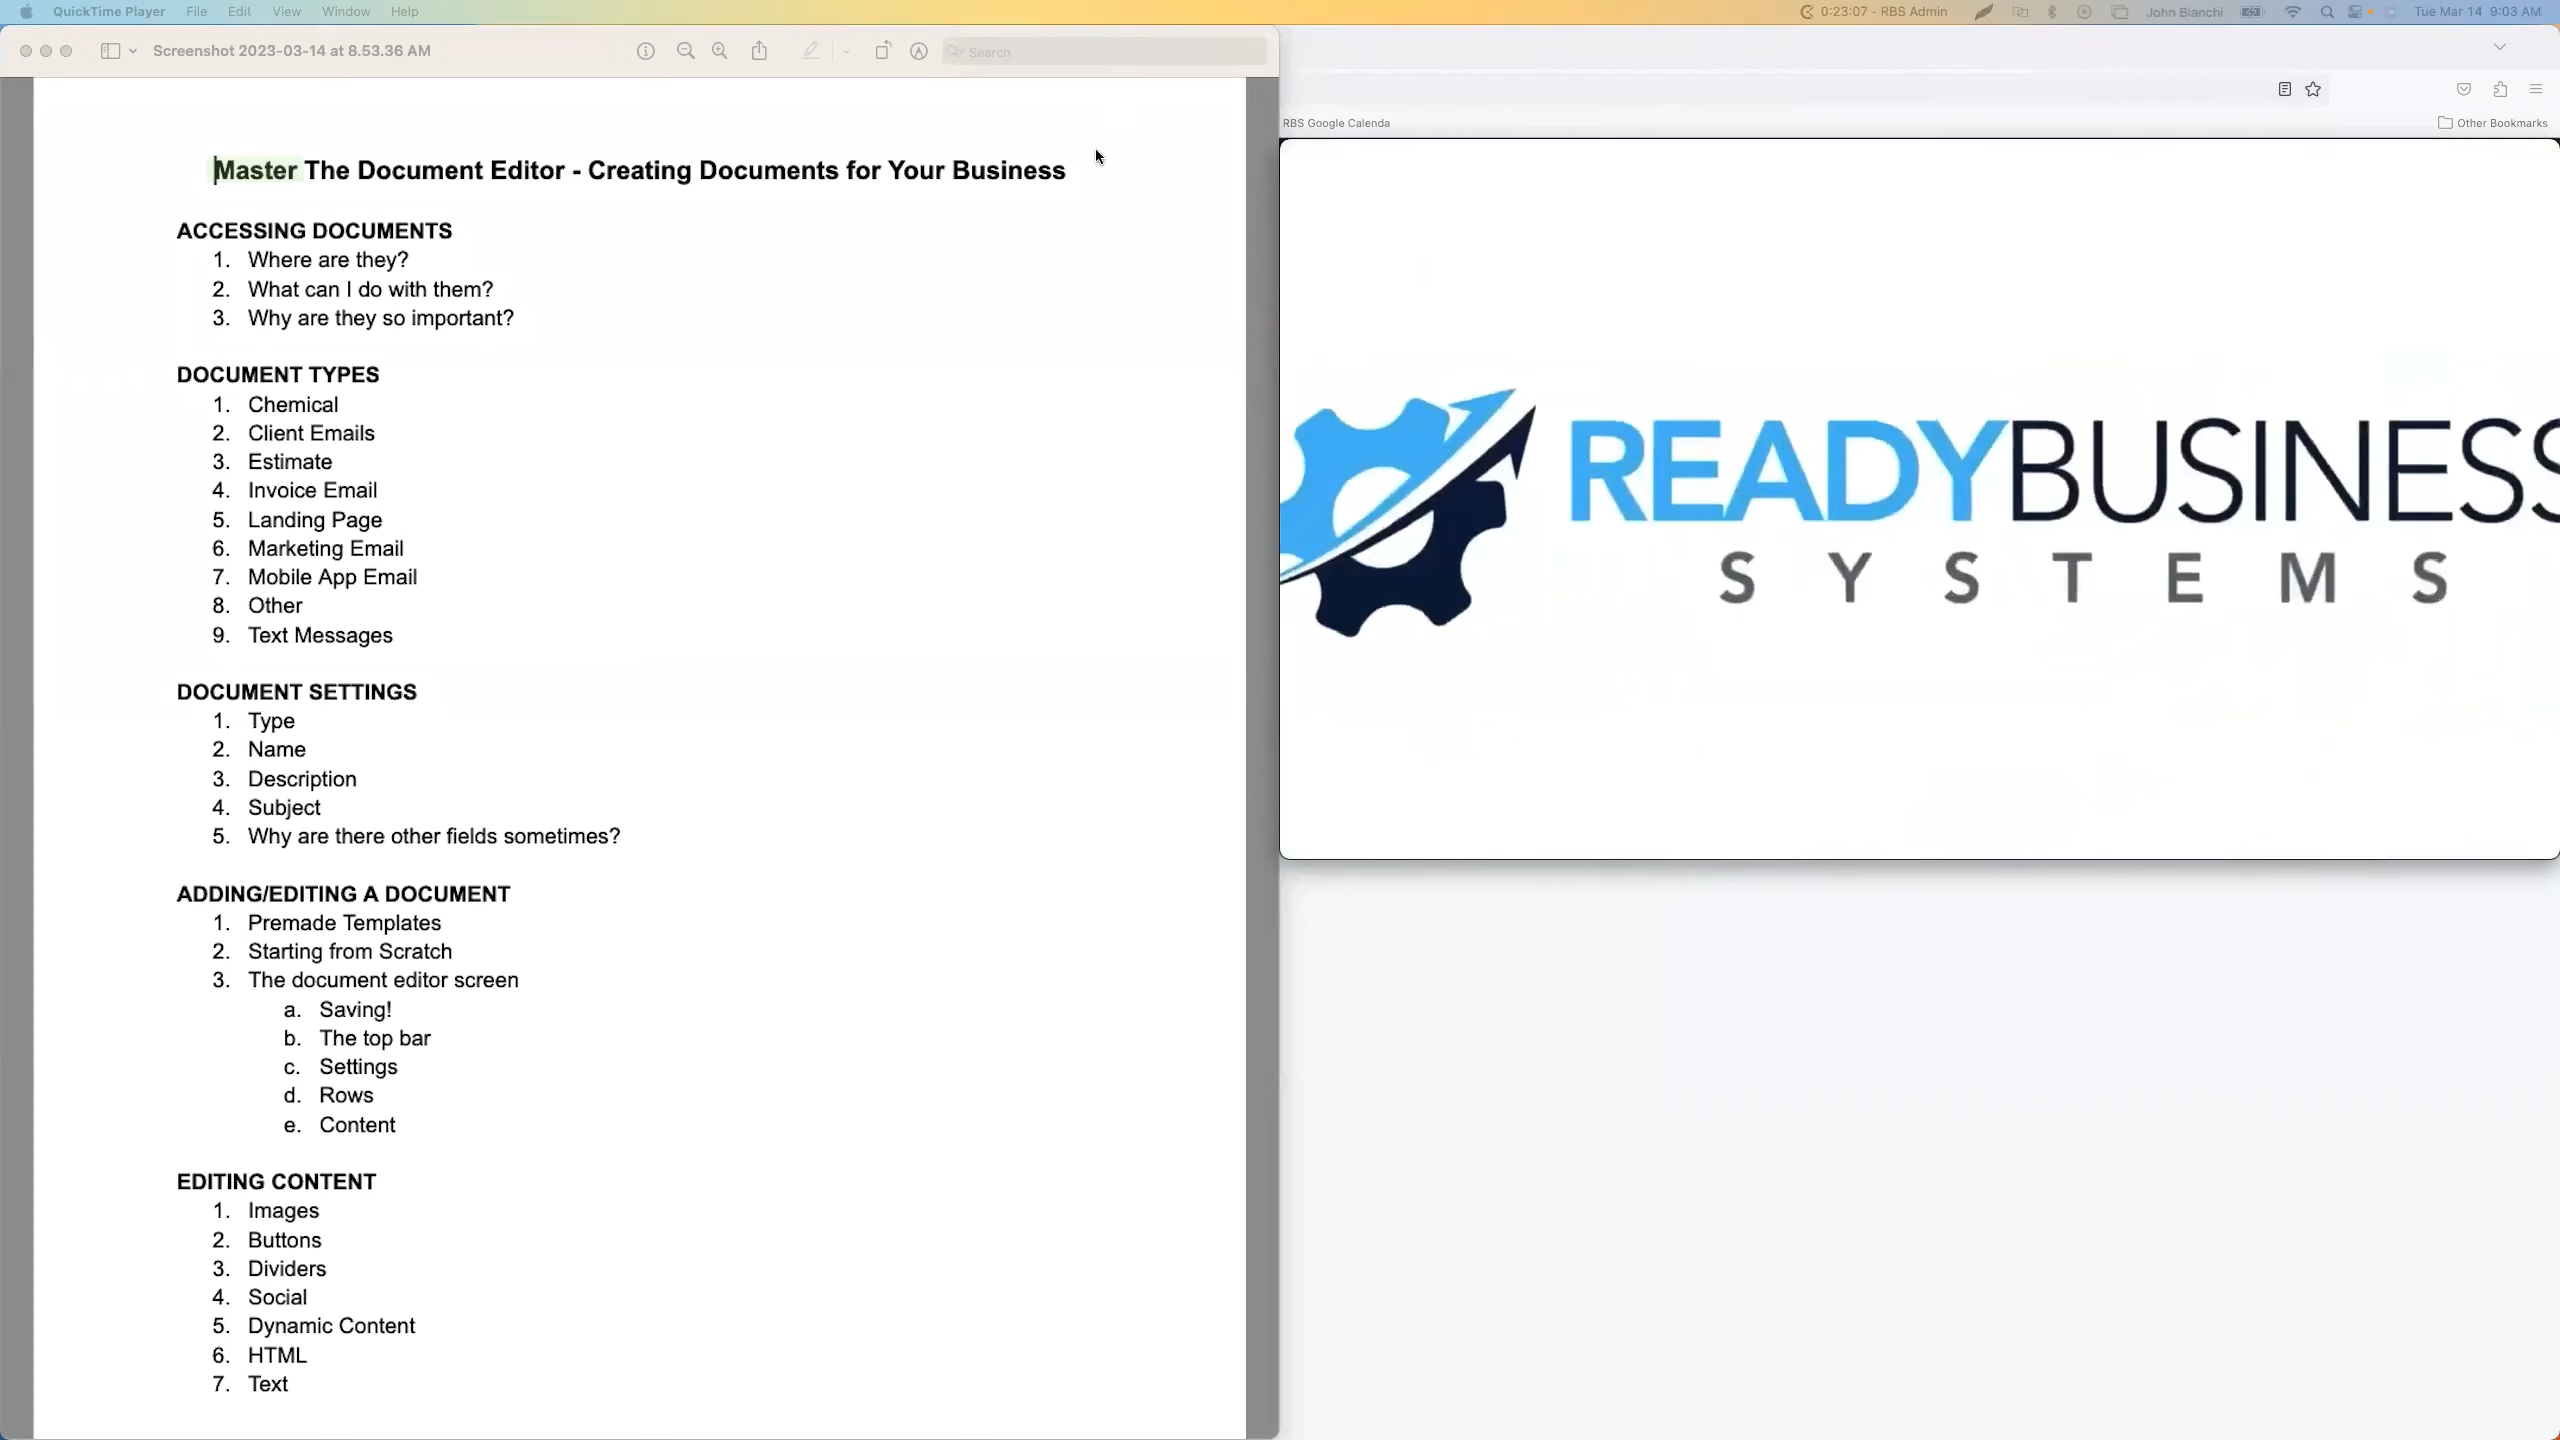 QuickTime Player File Edit View Window Help 0:23:07 - RBS Admin John Bianchi Tue Mar 14 9:03 AM
Screenshot 2023-03-14 at 8.53.36 AM Search
RBS Google Calenda Other Bookmarks
Master The Document Editor - Creating Documents for Your Business
ACCESSING DOCUMENTS
1. Where are they?
2. What can I do with them?
3. Why are they so important?
DOCUMENT TYPES
1. Chemical
2. Client Emails
3. Estimate
4. Invoice Email
5. Landing Page
6. Marketing Email
7. Mobile App Email
8. Other
9. Text Messages
DOCUMENT SETTINGS
1. Type
2. Name
3. Description
4. Subject
5. Why are there other fields sometimes?
ADDING/EDITING A DOCUMENT
1. Premade Templates
2. Starting from Scratch
3. The document editor screen
a. Saving!
b. The top bar
c. Settings
d. Rows
e. Content
EDITING CONTENT
1. Images
2. Buttons
3. Dividers
4. Social
5. Dynamic Content
6. HTML
7. Text
READYBUSINESS
SYSTEMS